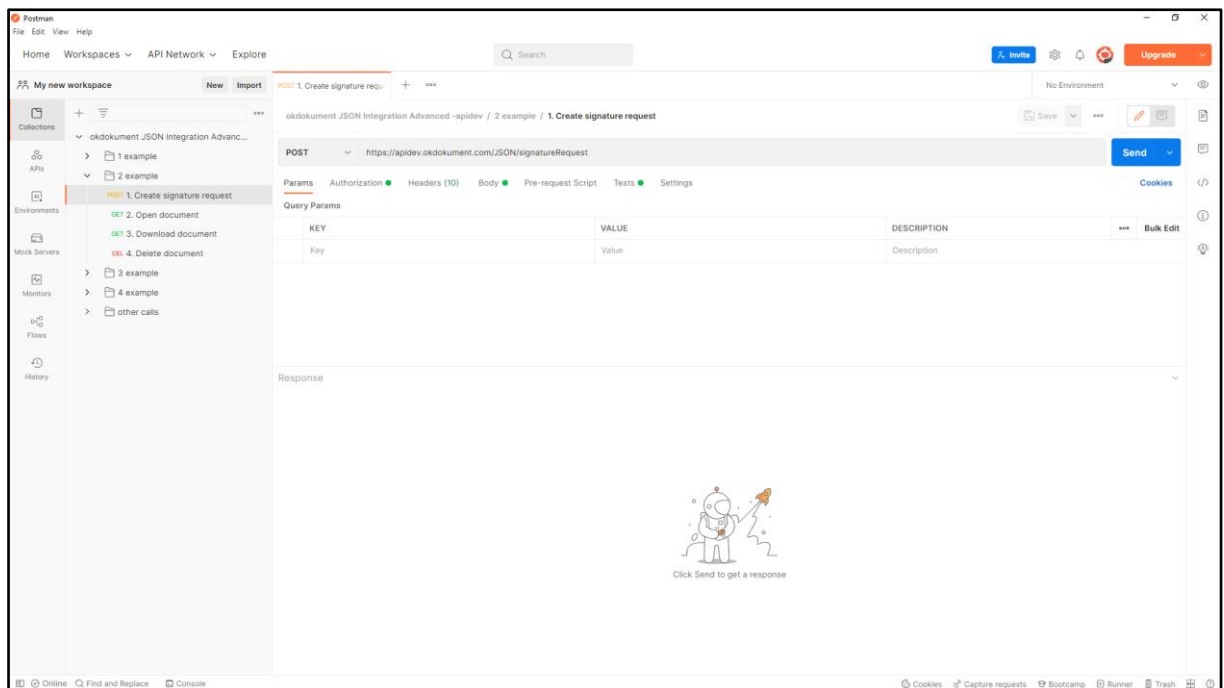 Postman
File Edit View Help
Home Workspaces API Network Explore
Search
Invite
Upgrade
My new workspace
New Import
POST 1. Create signature requ
No Environment
Collections
APIs
Environments
Mock Servers
Monitors
Flows
History
okdokument JSON Integration Advanc...
1 example
2 example
POST 1. Create signature request
GET 2. Open document
GET 3. Download document
DEL 4. Delete document
3 example
4 example
other calls
okdokument JSON Integration Advanced -apidev / 2 example / 1. Create signature request
Save
POST https://apidev.okdokument.com/JSON/signatureRequest
Send
Params Authorization Headers (10) Body Pre-request Script Tests Settings
Cookies
Query Params
KEY VALUE DESCRIPTION Bulk Edit
Key Value Description
Response
Click Send to get a response
Online Find and Replace Console
Cookies Capture requests Bootcamp Runner Trash